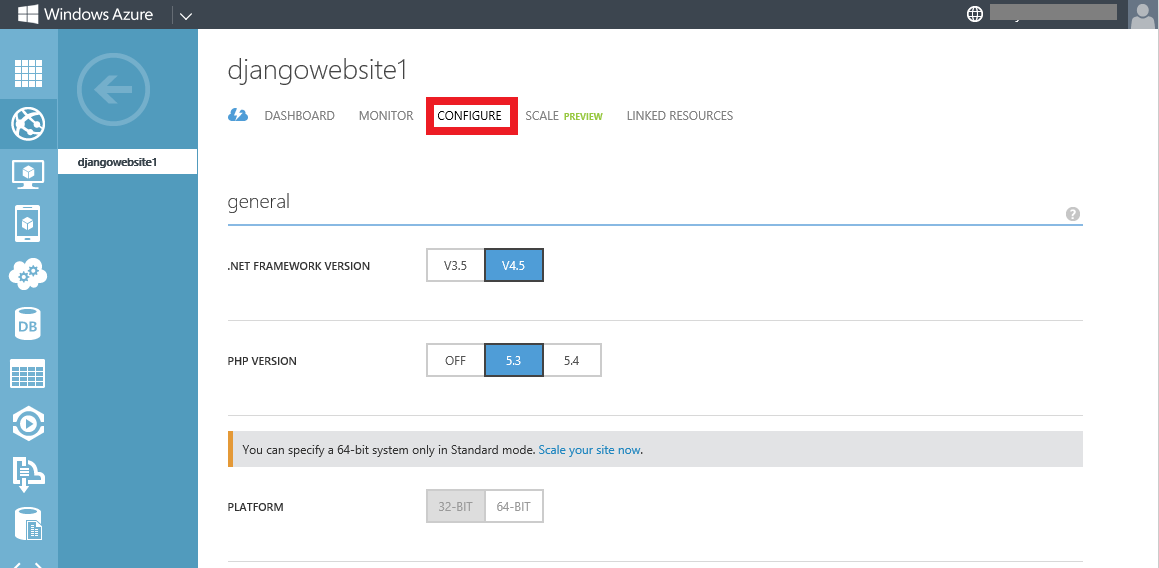 Windows Azure
djangowebsite1
DASHBOARD MONITOR CONFIGURE SCALE PREVIEW LINKED RESOURCES
djangowebsite1
general
?
.NET FRAMEWORK VERSION V3.5 V4.5
PHP VERSION OFF 5.3 5.4
You can specify a 64-bit system only in Standard mode. Scale your site now.
PLATFORM 32-BIT 64-BIT
DB